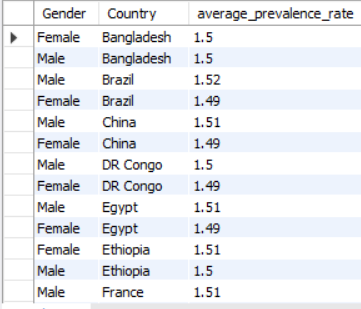 Gender Country average_prevalence_rate
Female Bangladesh 1.5
Male Bangladesh 1.5
Male Brazil 1.52
Female Brazil 1.49
Male China 1.51
Female China 1.49
Male DR Congo 1.5
Female DR Congo 1.49
Male Egypt 1.51
Female Egypt 1.49
Female Ethiopia 1.51
Male Ethiopia 1.5
Male France 1.51